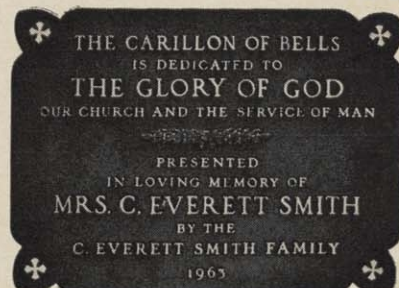 THE CARILLON OF BELLS
IS DEDICATED TO
THE GLORY OF GOD
OUR CHURCH AND THE SERVICE OF MAN
PRESENTED
IN LOVING MEMORY OF
MRS. C. EVERETT SMITH
BY THE
C. EVERETT SMITH FAMILY
1963